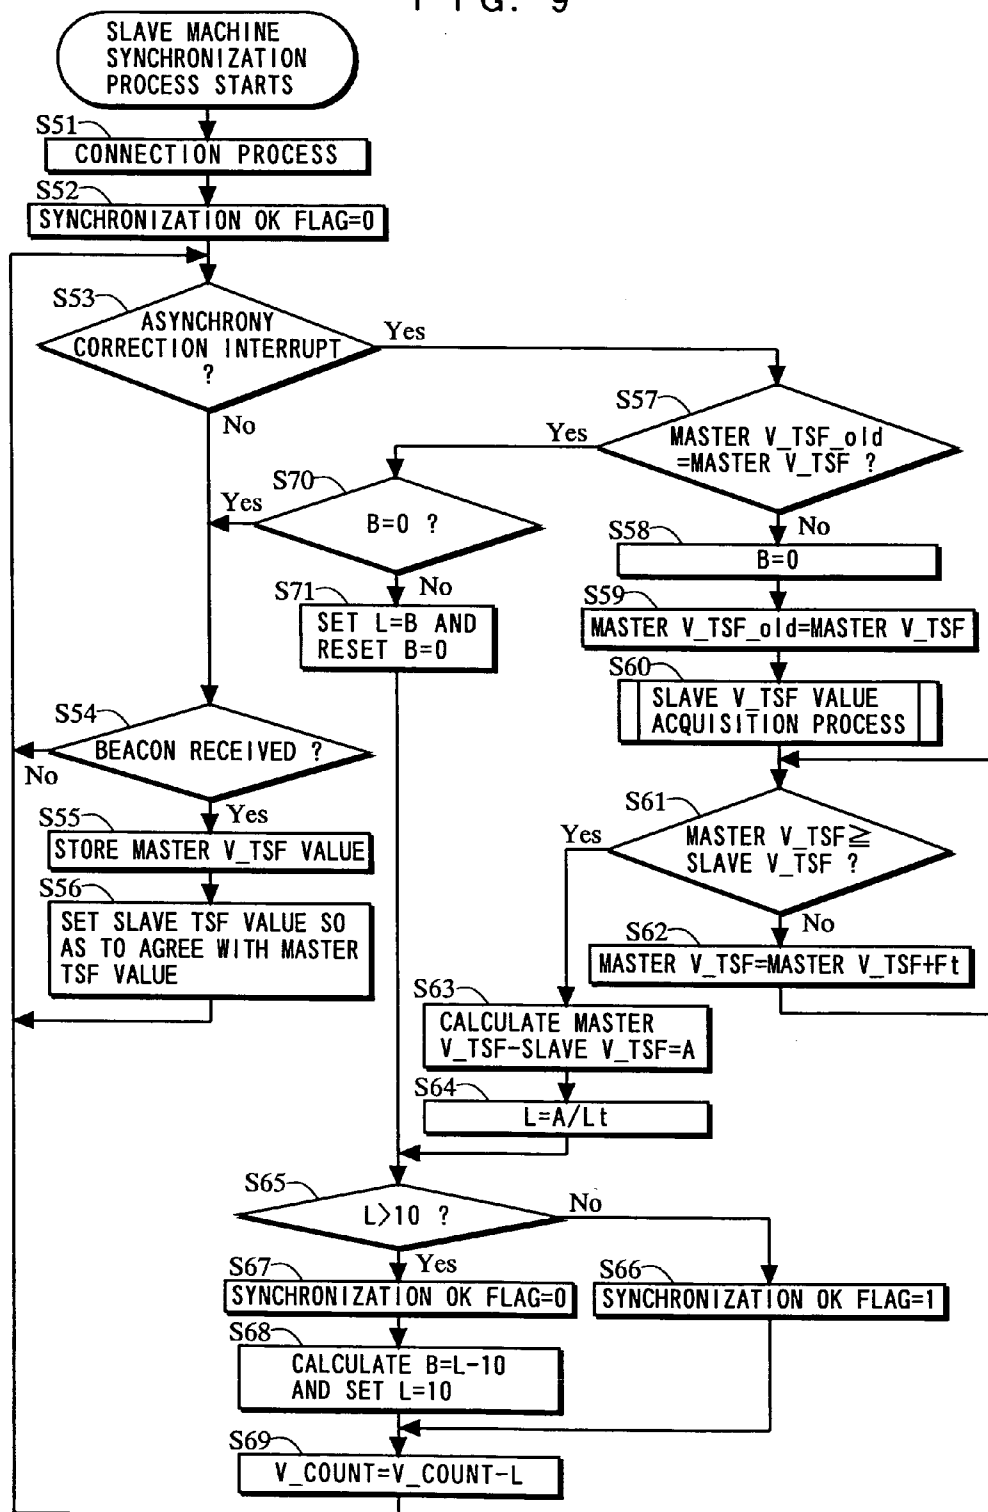 FIG. 9
SLAVE MACHINE
SYNCHRONIZATION
PROCESS STARTS
S51
CONNECTION PROCESS
S52
SYNCHRONIZATION OK FLAG=0
S53
ASYNCHRONY
CORRECTION INTERRUPT
?
Yes
No
S57
MASTER V_TSF_old
=MASTER V_TSF ?
Yes
No
S70
B=0 ?
Yes
No
S58
B=0
S71
SET L=B AND
RESET B=0
S59
MASTER V_TSF_old=MASTER V_TSF
S60
SLAVE V_TSF VALUE
ACQUISITION PROCESS
S54
BEACON RECEIVED ?
No
Yes
S55
STORE MASTER V_TSF VALUE
S56
SET SLAVE TSF VALUE SO
AS TO AGREE WITH MASTER
TSF VALUE
S61
MASTER V_TSF≧
SLAVE V_TSF ?
Yes
No
S62
MASTER V_TSF=MASTER V_TSF+Ft
S63
CALCULATE MASTER
V_TSF-SLAVE V_TSF=A
S64
L=A/Lt
S65
L>10 ?
No
Yes
S67
SYNCHRONIZATION OK FLAG=0
S66
SYNCHRONIZATION OK FLAG=1
S68
CALCULATE B=L-10
AND SET L=10
S69
V_COUNT=V_COUNT-L